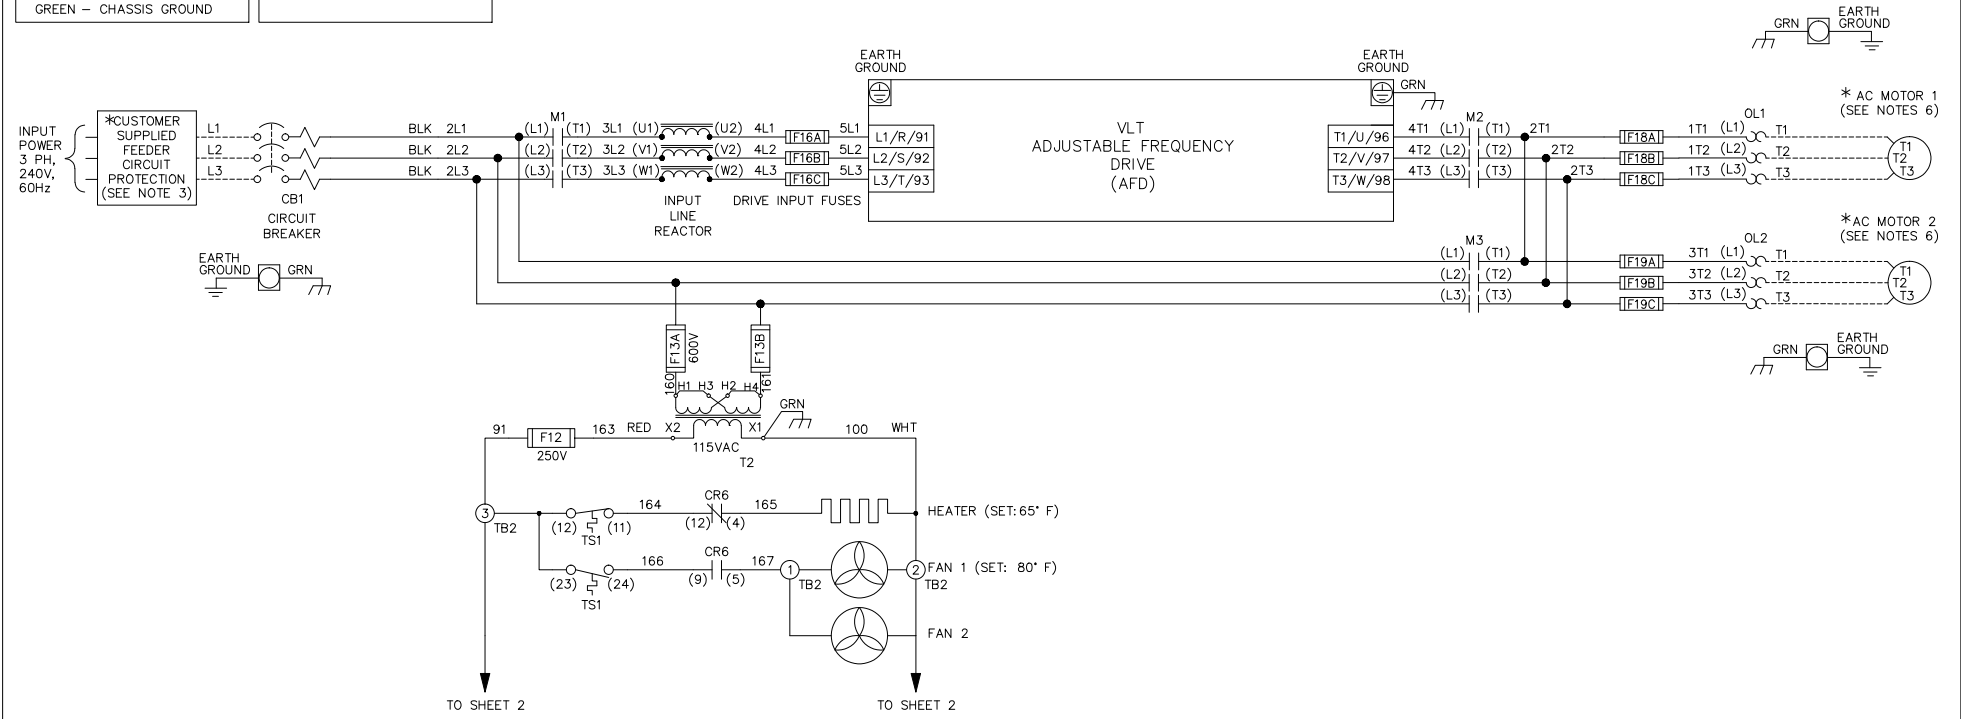 GREEN – CHASSIS GROUND
GRN
EARTH
GROUND
INPUT
POWER
3 PH,
240V,
60Hz
*CUSTOMER
SUPPLIED
FEEDER
CIRCUIT
PROTECTION
(SEE NOTE 3)
L1
L2
L3
CB1
CIRCUIT
BREAKER
BLK 2L1
BLK 2L2
BLK 2L3
M1
(L1) (T1) 3L1 (U1) (U2) 4L1 F16A 5L1
(L2) (T2) 3L2 (V1) (V2) 4L2 F16B 5L2
(L3) (T3) 3L3 (W1) (W2) 4L3 F16C 5L3
INPUT
LINE
REACTOR
DRIVE INPUT FUSES
EARTH
GROUND
L1/R/91
L2/S/92
L3/T/93
VLT
ADJUSTABLE FREQUENCY
DRIVE
(AFD)
EARTH
GROUND
GRN
T1/U/96
T2/V/97
T3/W/98
M2
4T1 (L1) (T1) 2T1 F18A 1T1 (L1) T1
4T2 (L2) (T2) 2T2 F18B 1T2 (L2) T2
4T3 (L3) (T3) 2T3 F18C 1T3 (L3) T3
OL1
* AC MOTOR 1
(SEE NOTES 6)
T1
T2
T3
EARTH
GROUND
GRN
M3
(L1) (T1) F19A 3T1 (L1) T1
(L2) (T2) F19B 3T2 (L2) T2
(L3) (T3) F19C 3T3 (L3) T3
OL2
* AC MOTOR 2
(SEE NOTES 6)
T1
T2
T3
GRN
EARTH
GROUND
F13A
600V
F13B
160
161
H1 H3 H2 H4
GRN
91 F12 163 RED X2 X1 100 WHT
250V
115VAC
T2
3
TB2
(12) (11)
TS1
164
CR6
(12) (4)
165
HEATER (SET:65° F)
(23) (24)
TS1
166
CR6
(9) (5)
167
1
TB2
2
TB2
FAN 1 (SET: 80° F)
FAN 2
TO SHEET 2
TO SHEET 2